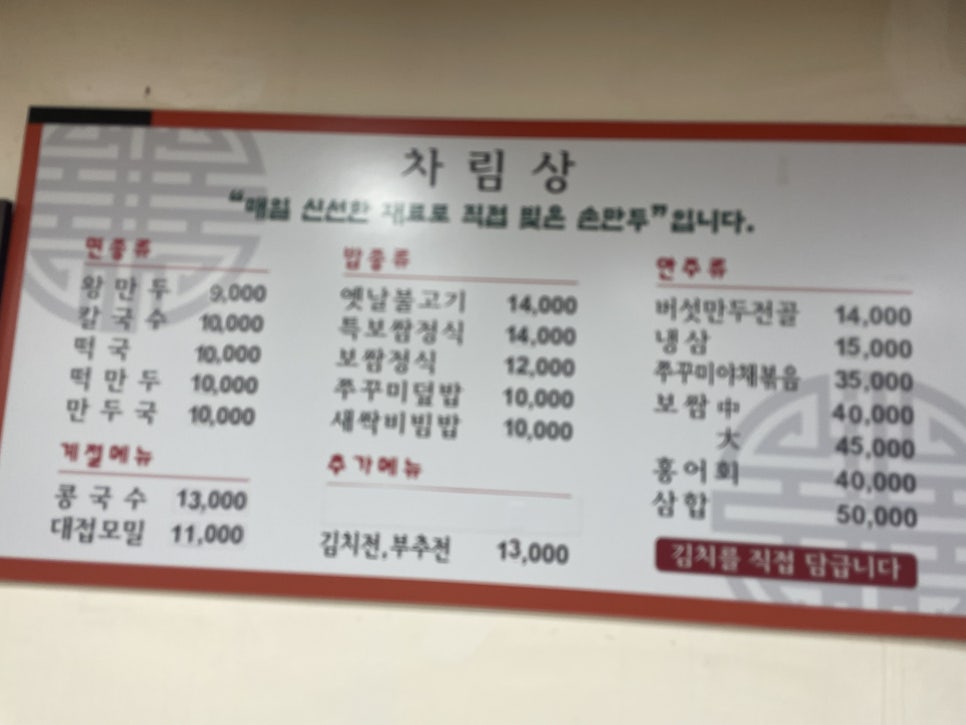 차림상
"매일 신선한 재료로 직접 빚은 손만두"입니다.
면종류
왕만두 9,000
칼국수 10,000
떡국 10,000
떡만두 10,000
만두국 10,000
계절메뉴
콩국수 13,000
대접모밀 11,000
밥종류
옛날불고기 14,000
특보쌈정식 14,000
보쌈정식 12,000
쭈꾸미덮밥 10,000
새싹비빔밥 10,000
추가메뉴
김치전,부추전 13,000
안주류
버섯만두전골 14,000
냉삼 15,000
쭈꾸미야채볶음 35,000
보쌈 中 40,000
大 45,000
홍어회 40,000
삼합 50,000
김치를 직접 담급니다